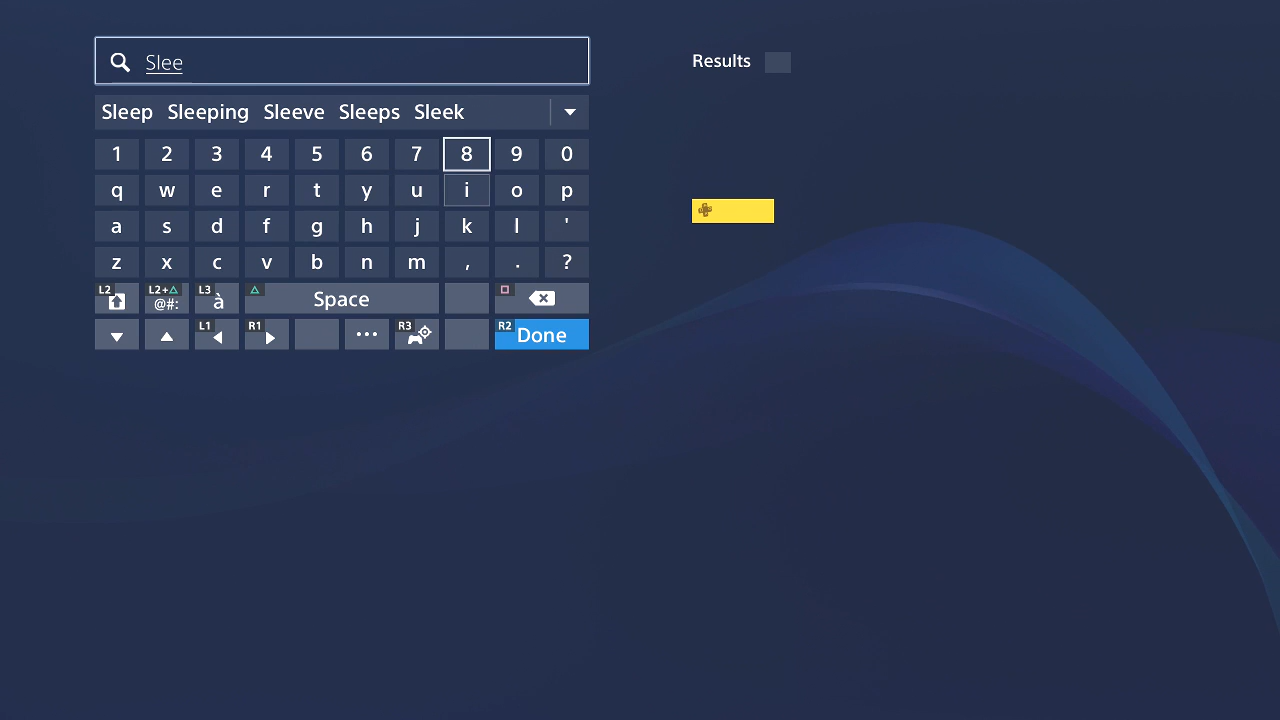 Slee
Results
Sleep Sleeping Sleeve Sleeps Sleek
1 2 3 4 5 6 7 8 9 0
q w e r t y u i o p
a s d f g h j k l '
z x c v b n m , . ?
L2 L2+△ @#: L3 à △ Space □
L1 R1 ... R3 R2 Done